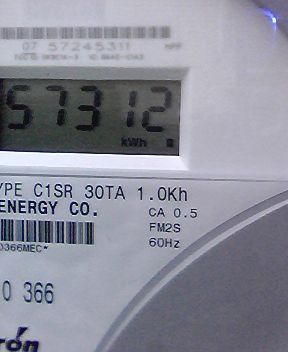 07 57245311
57312
kWh
YPE C1SR 30TA 1.0Kh
ENERGY CO.
CA 0.5
FM2S
60Hz
0366MEC*
0 366
rón